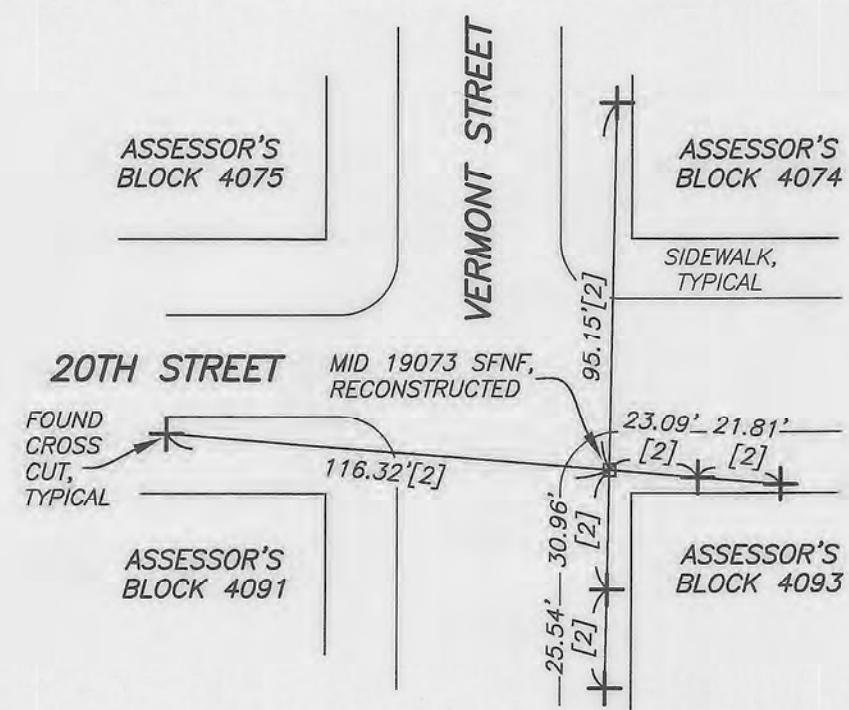 VERMONT STREET
ASSESSOR'S
BLOCK 4075
ASSESSOR'S
BLOCK 4074
SIDEWALK,
TYPICAL
95.15'[2]
20TH STREET
MID 19073 SFNF,
RECONSTRUCTED
FOUND
CROSS
CUT,
TYPICAL
116.32'[2]
23.09'
[2]
21.81'
[2]
30.96'
[2]
25.54'
[2]
ASSESSOR'S
BLOCK 4091
ASSESSOR'S
BLOCK 4093